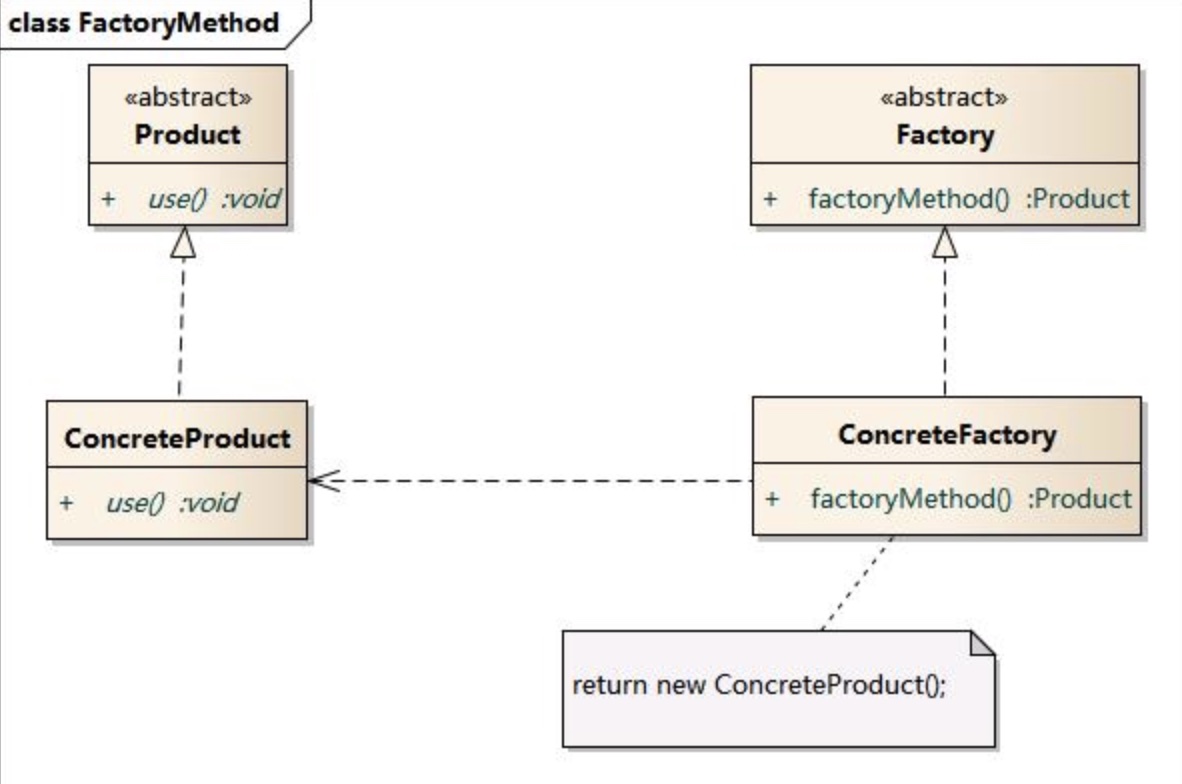 class FactoryMethod
«abstract»
Product
+ use() :void
«abstract»
Factory
+ factoryMethod() :Product
ConcreteProduct
+ use() :void
ConcreteFactory
+ factoryMethod() :Product
return new ConcreteProduct();